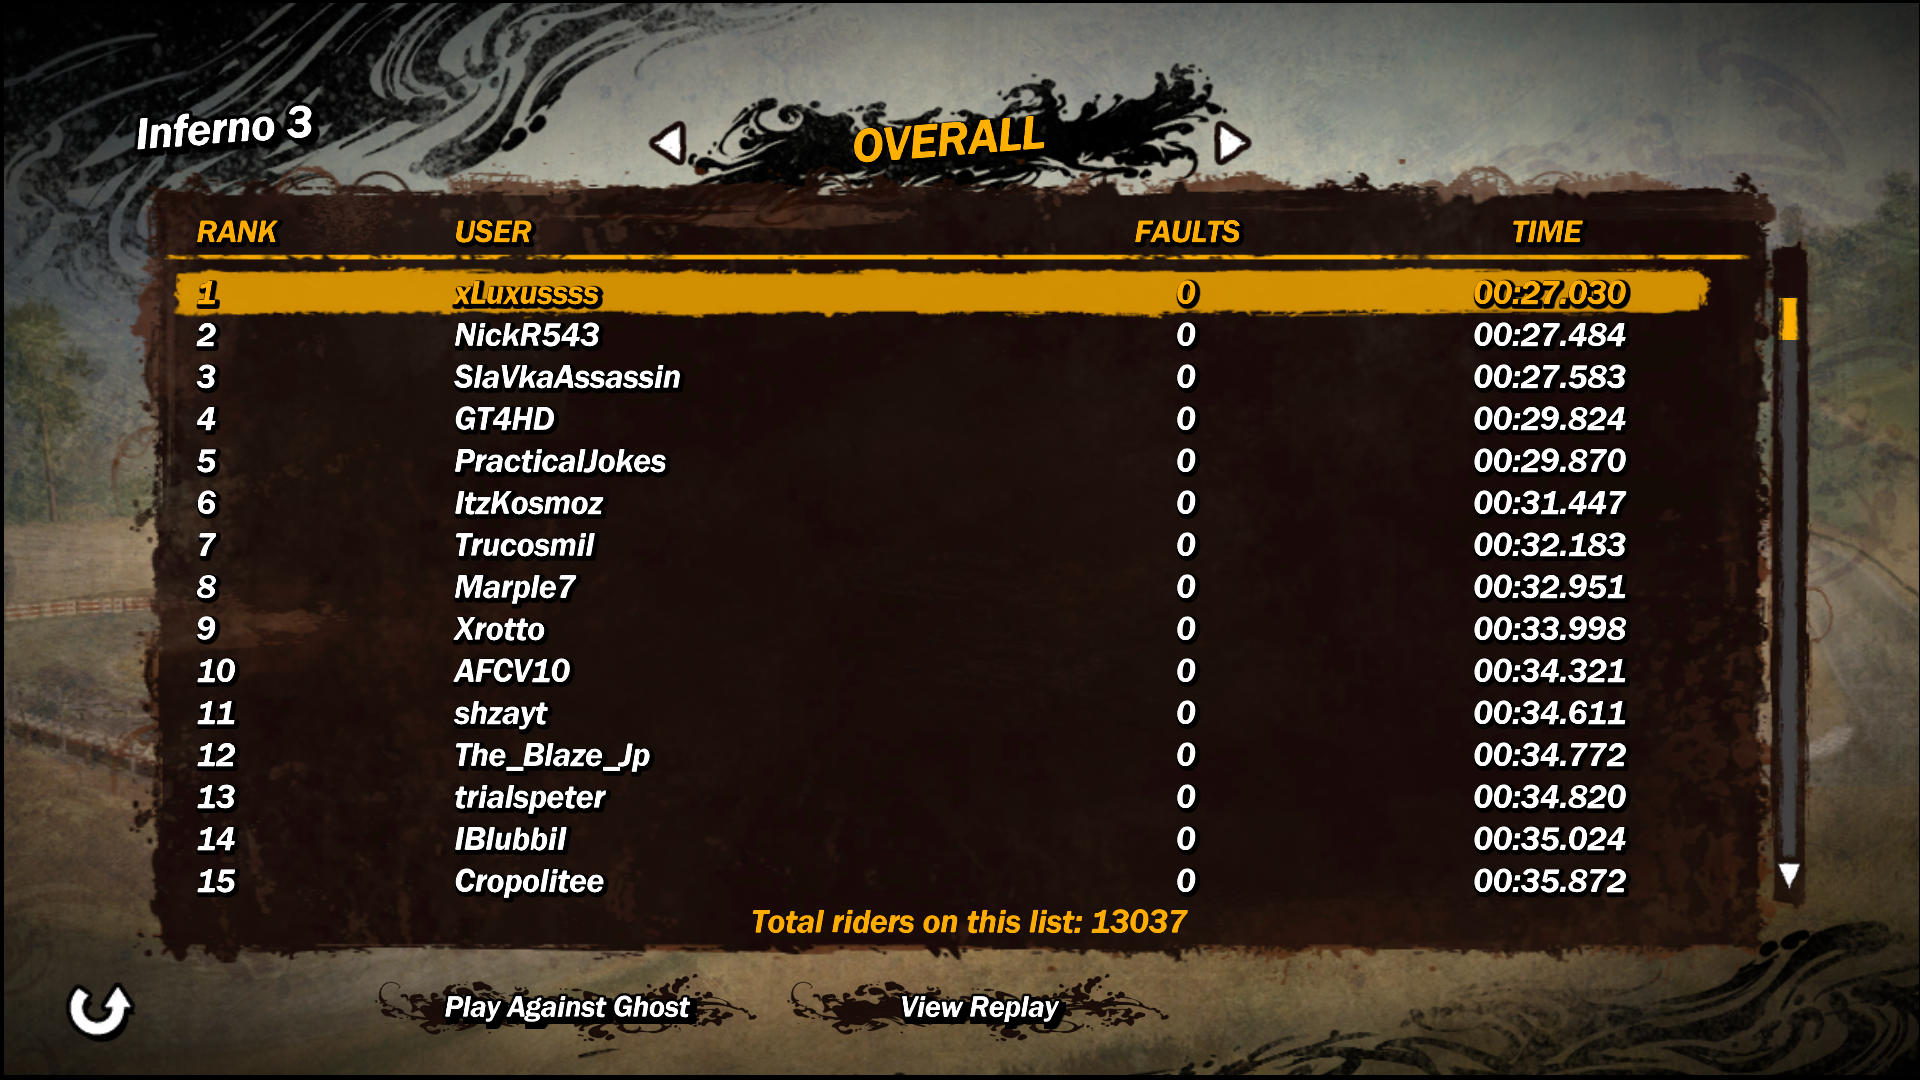 Inferno 3
OVERALL
RANK USER FAULTS TIME
1 xLuxussss 0 00:27.030
2 NickR543 0 00:27.484
3 SlaVkaAssassin 0 00:27.583
4 GT4HD 0 00:29.824
5 PracticalJokes 0 00:29.870
6 ItzKosmoz 0 00:31.447
7 Trucosmil 0 00:32.183
8 Marple7 0 00:32.951
9 Xrotto 0 00:33.998
10 AFCV10 0 00:34.321
11 shzayt 0 00:34.611
12 The_Blaze_Jp 0 00:34.772
13 trialspeter 0 00:34.820
14 IBlubbil 0 00:35.024
15 Cropolitee 0 00:35.872
Total riders on this list: 13037
Play Against Ghost View Replay